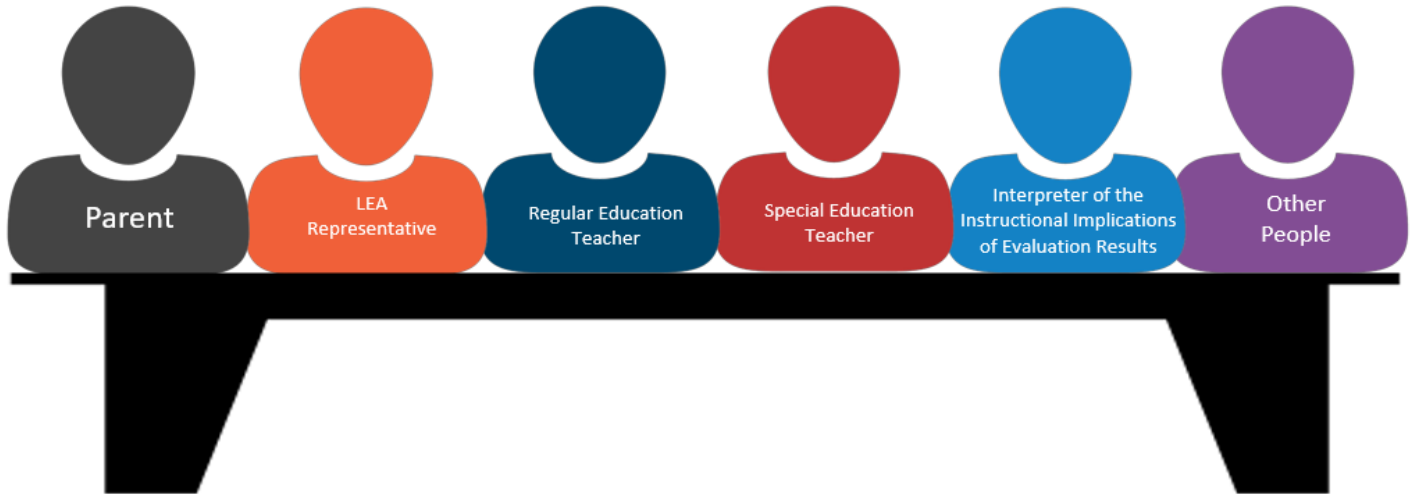 Parent
LEA
Representative
Regular Education
Teacher
Special Education
Teacher
Interpreter of the
Instructional Implications
of Evaluation Results
Other
People